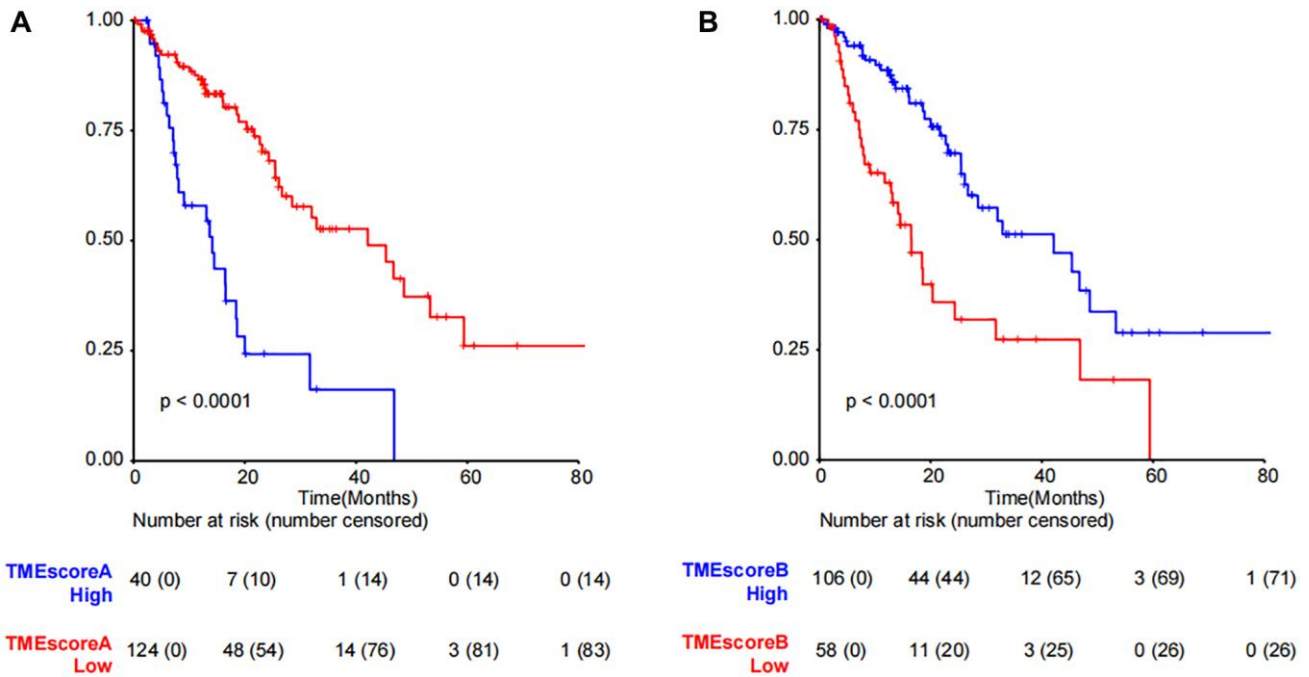 A
1.00
0.75
0.50
0.25
0.00
p < 0.0001
0 20 40 60 80
Time(Months)
Number at risk (number censored)
TMEscoreA High 40 (0) 7 (10) 1 (14) 0 (14) 0 (14)
TMEscoreA Low 124 (0) 48 (54) 14 (76) 3 (81) 1 (83)
B
1.00
0.75
0.50
0.25
0.00
p < 0.0001
0 20 40 60 80
Time(Months)
Number at risk (number censored)
TMEscoreB High 106 (0) 44 (44) 12 (65) 3 (69) 1 (71)
TMEscoreB Low 58 (0) 11 (20) 3 (25) 0 (26) 0 (26)